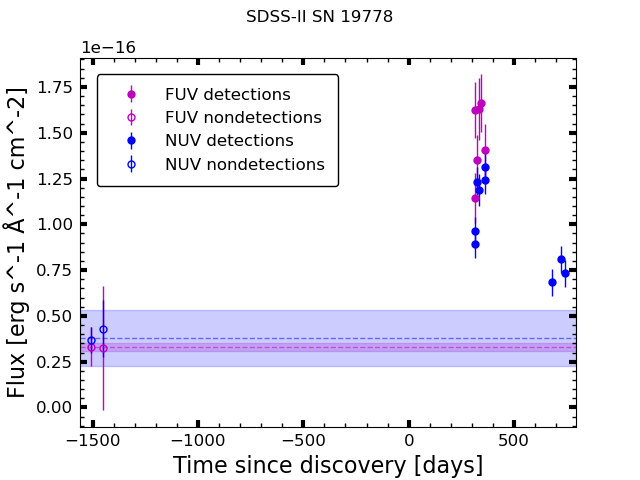 SDSS-II SN 19778
1e−16
FUV detections
FUV nondetections
NUV detections
NUV nondetections
1.75
1.50
1.25
1.00
0.75
0.50
0.25
0.00
Flux [erg s^-1 Å^-1 cm^-2]
−1500
−1000
−500
0
500
Time since discovery [days]